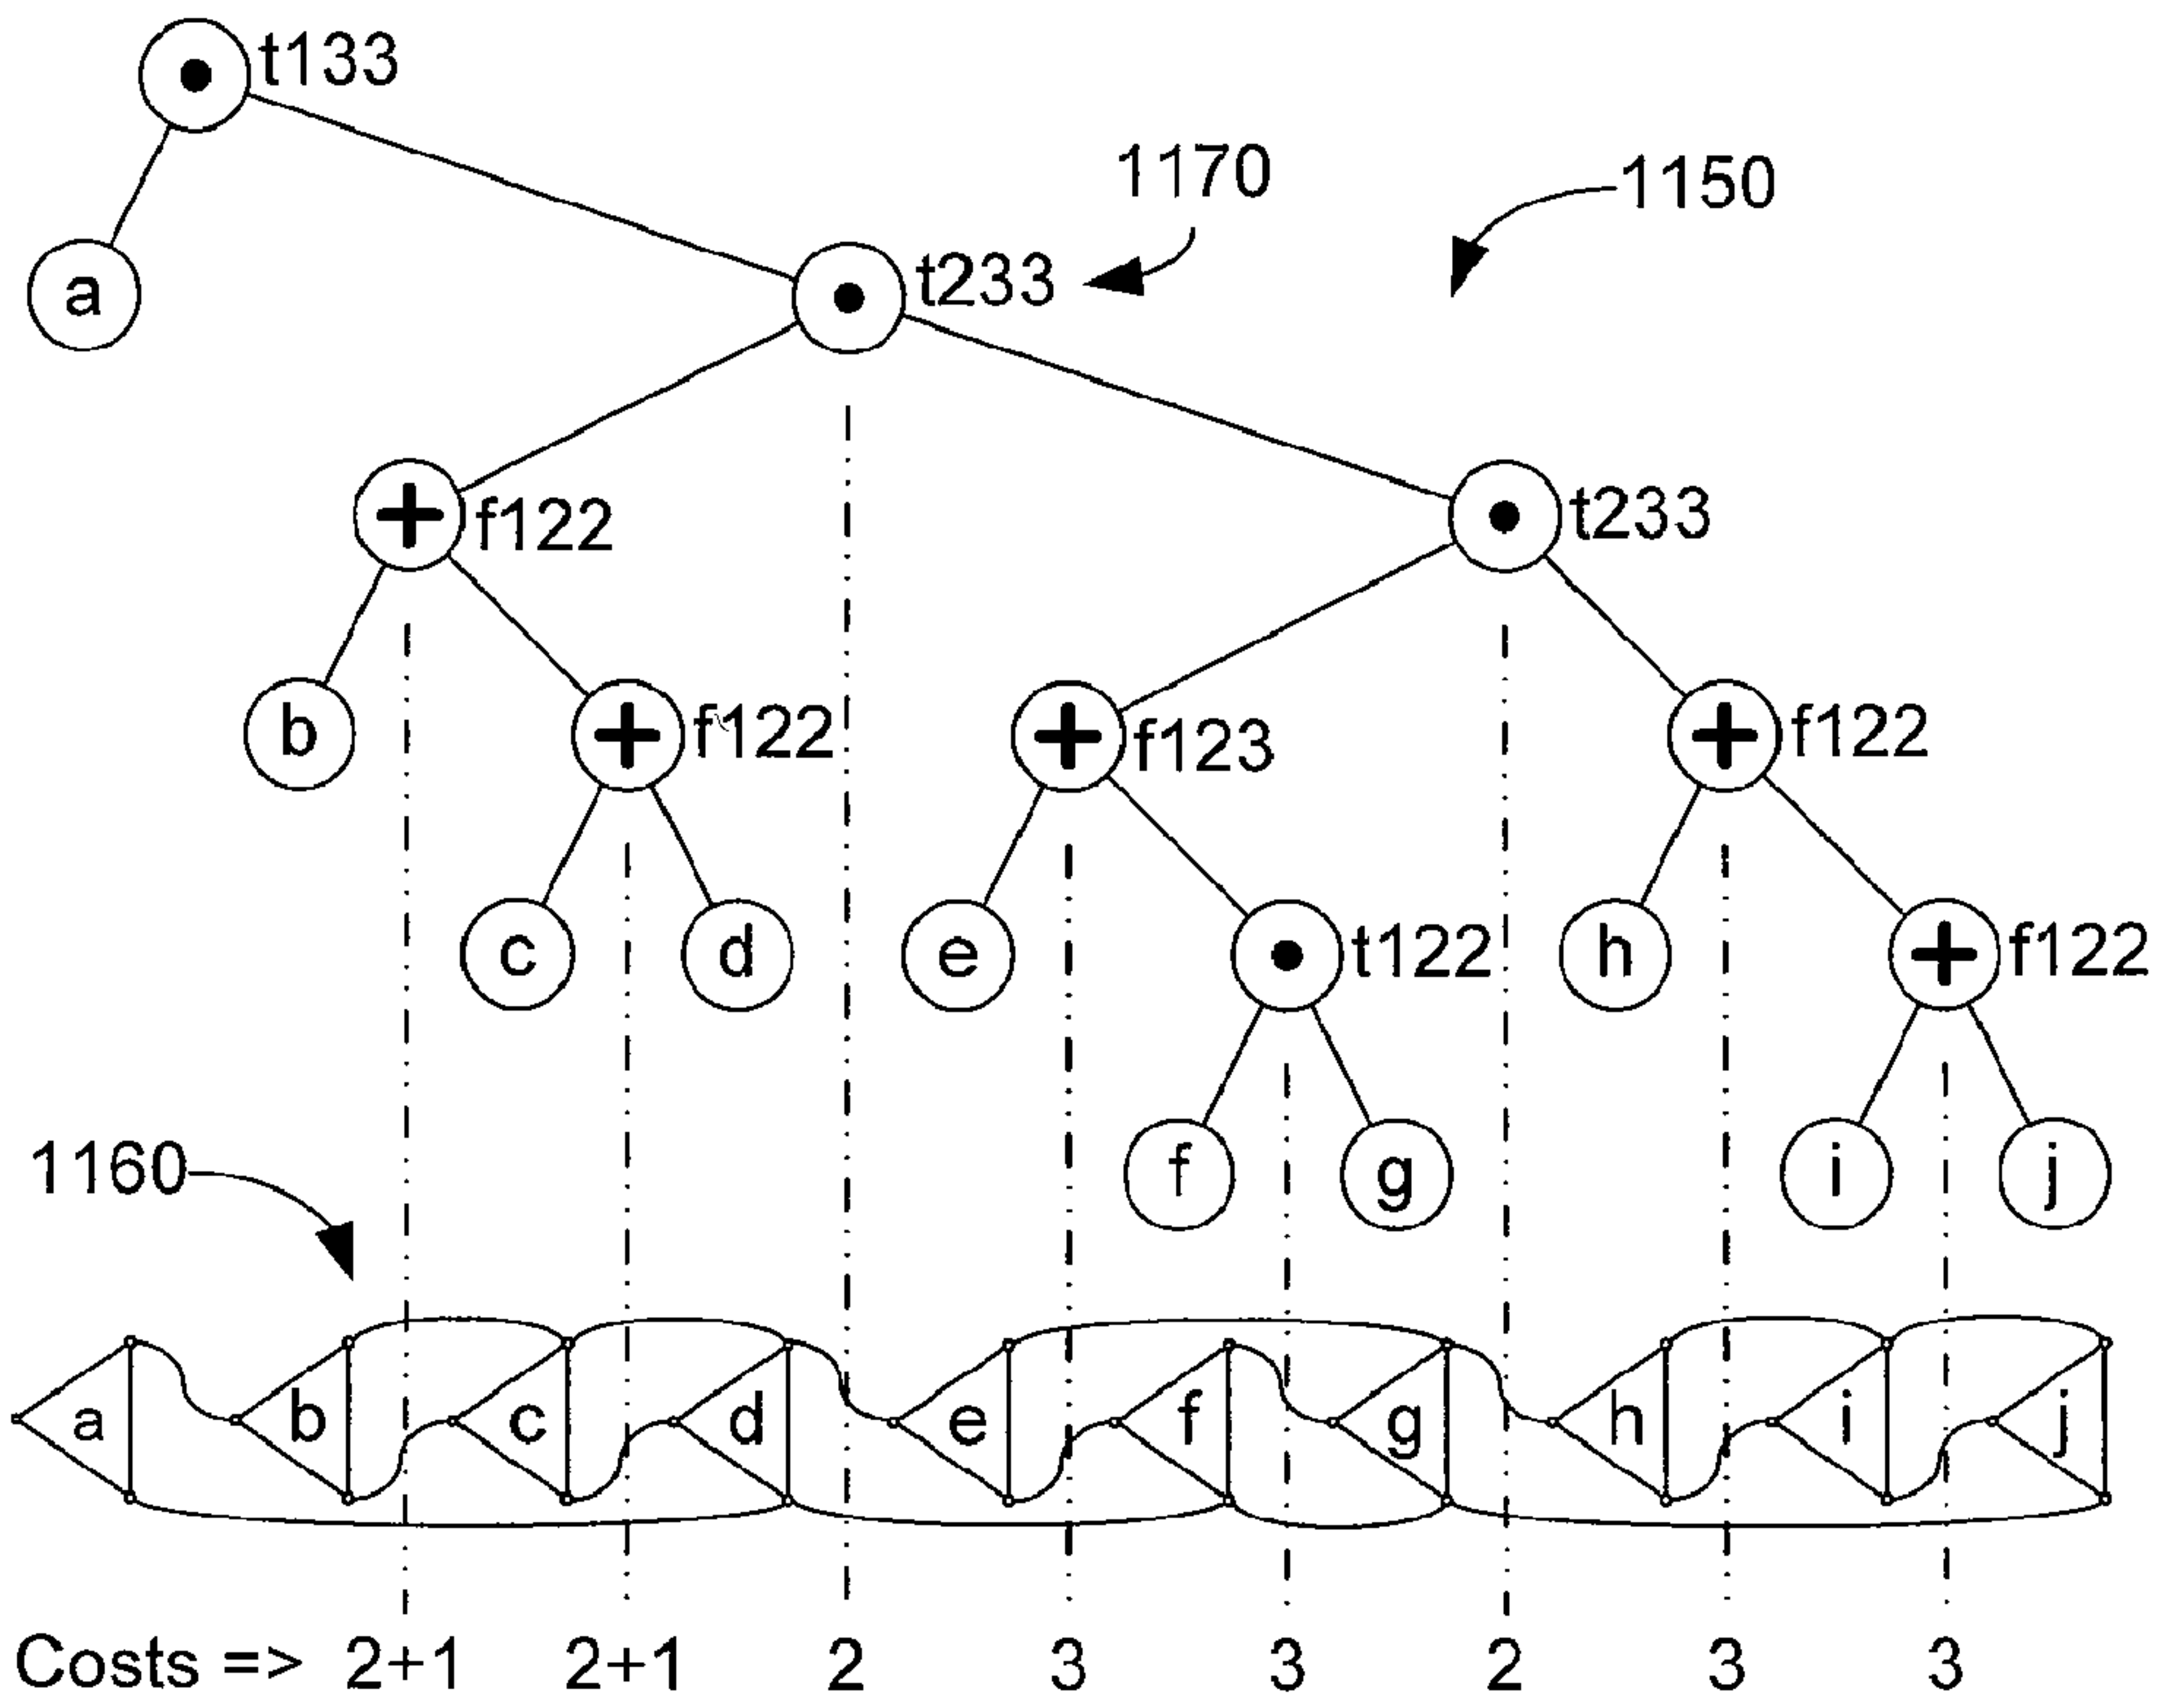 t133
1170
1150
a
t233
f122
t233
b
f122
f123
f122
c
d
e
t122
h
f122
1160
f
g
i
j
a b c d e f g h i j
Costs => 2+1 2+1 2 3 3 2 3 3